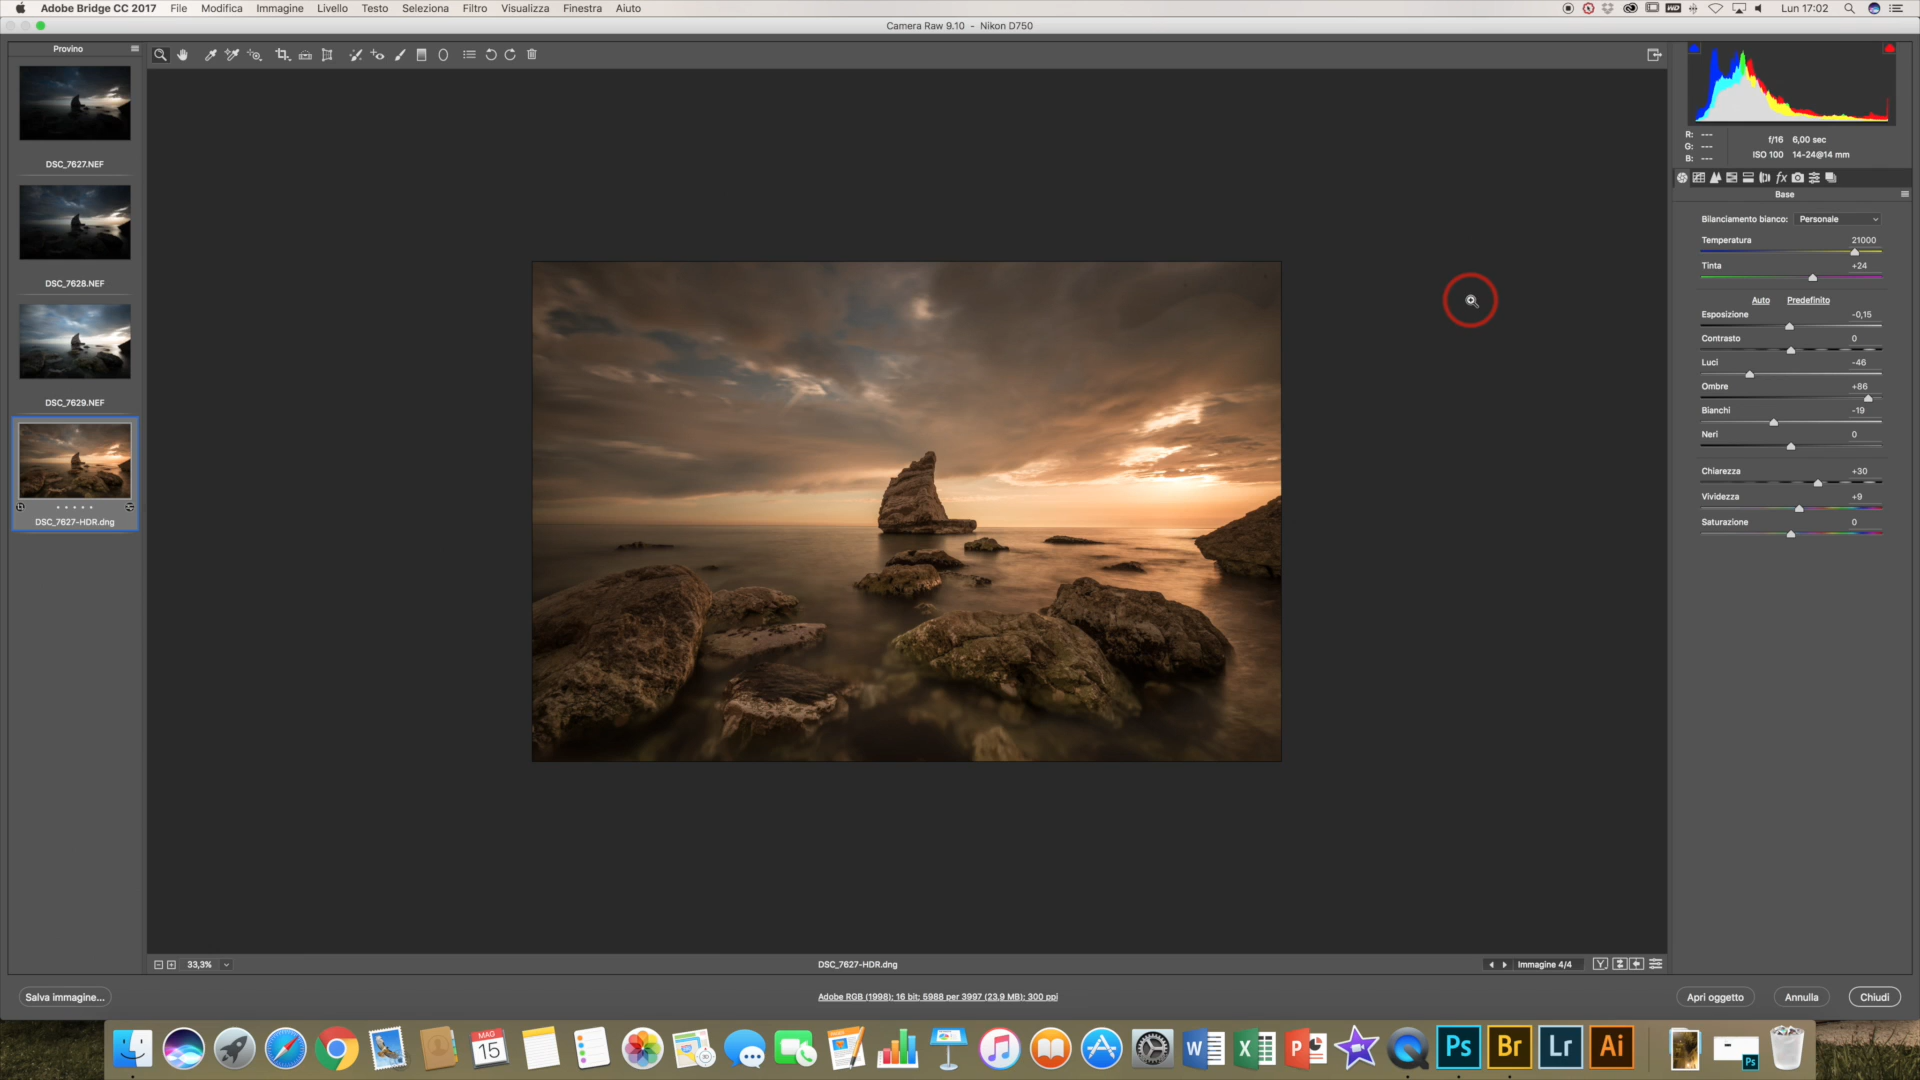 Adobe Bridge CC 2017 File Modifica Immagine Livello Testo Seleziona Filtro Visualizza Finestra Aiuto Lun 17:02
Camera Raw 9.10 - Nikon D750
Provino
DSC_7627.NEF
DSC_7628.NEF
DSC_7629.NEF
DSC_7627-HDR.dng
R: ---
G: ---
B: ---
f/16 6,00 sec
ISO 100 14-24@14 mm
fx
Base
Bilanciamento bianco: Personale
Temperatura 21000
Tinta +24
Auto Predefinito
Esposizione -0,15
Contrasto 0
Luci -46
Ombre +86
Bianchi -19
Neri 0
Chiarezza +30
Vividezza +9
Saturazione 0
33,3%
DSC_7627-HDR.dng
Immagine 4/4
Y
Salva immagine...
Adobe RGB (1998); 16 bit; 5988 per 3997 (23,9 MB); 300 ppi
Apri oggetto
Annulla
Chiudi
MAG
15
W
X
P
Ps
Br
Lr
Ai
Ps